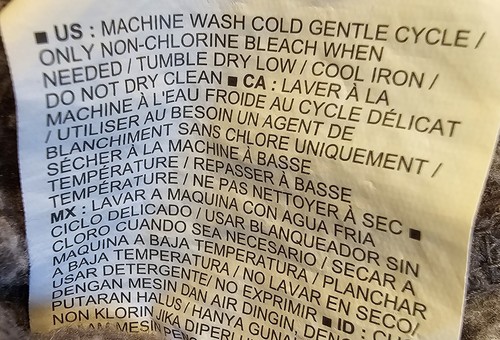 ■ US : MACHINE WASH COLD GENTLE CYCLE /
ONLY NON-CHLORINE BLEACH WHEN
NEEDED / TUMBLE DRY LOW / COOL IRON /
DO NOT DRY CLEAN ■ CA : LAVER À LA
MACHINE À L'EAU FROIDE AU CYCLE DÉLICAT
/ UTILISER AU BESOIN UN AGENT DE
BLANCHIMENT SANS CHLORE UNIQUEMENT /
SÉCHER À LA MACHINE À BASSE
TEMPÉRATURE / REPASSER À BASSE
TEMPÉRATURE / NE PAS NETTOYER À SEC ■
MX : LAVAR A MAQUINA CON AGUA FRIA
CICLO DELICADO / USAR BLANQUEADOR SIN
CLORO CUANDO SEA NECESARIO / SECAR A
MAQUINA A BAJA TEMPERATURA / PLANCHAR
A BAJA TEMPERATURA / NO LAVAR EN SECO/
USAR DETERGENTE/ NO EXPRIMIR ■ ID : CU
DENGAN MESIN DAN AIR DINGIN, DENG
PUTARAN HALUS / HANYA GUNA
NON KLORIN JIKA DIPERLU
MESIN PENG